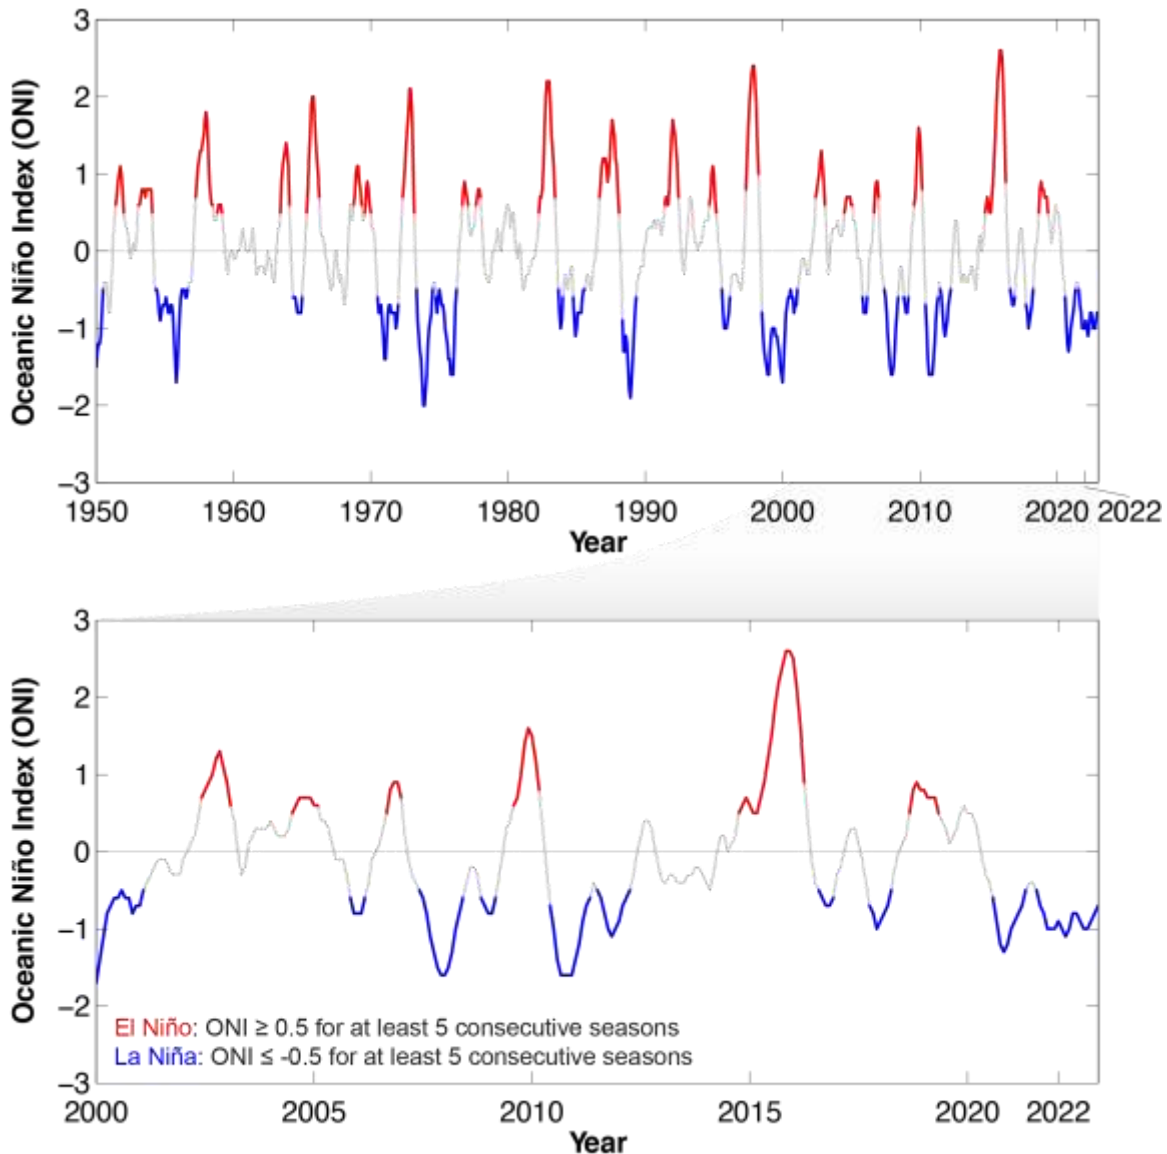 Oceanic Niño Index (ONI)
3
2
1
0
−1
−2
−3
1950 1960 1970 1980 1990 2000 2010 2020 2022
Year
Oceanic Niño Index (ONI)
3
2
1
0
−1
−2
−3
El Niño: ONI ≥ 0.5 for at least 5 consecutive seasons
La Niña: ONI ≤ -0.5 for at least 5 consecutive seasons
2000 2005 2010 2015 2020 2022
Year